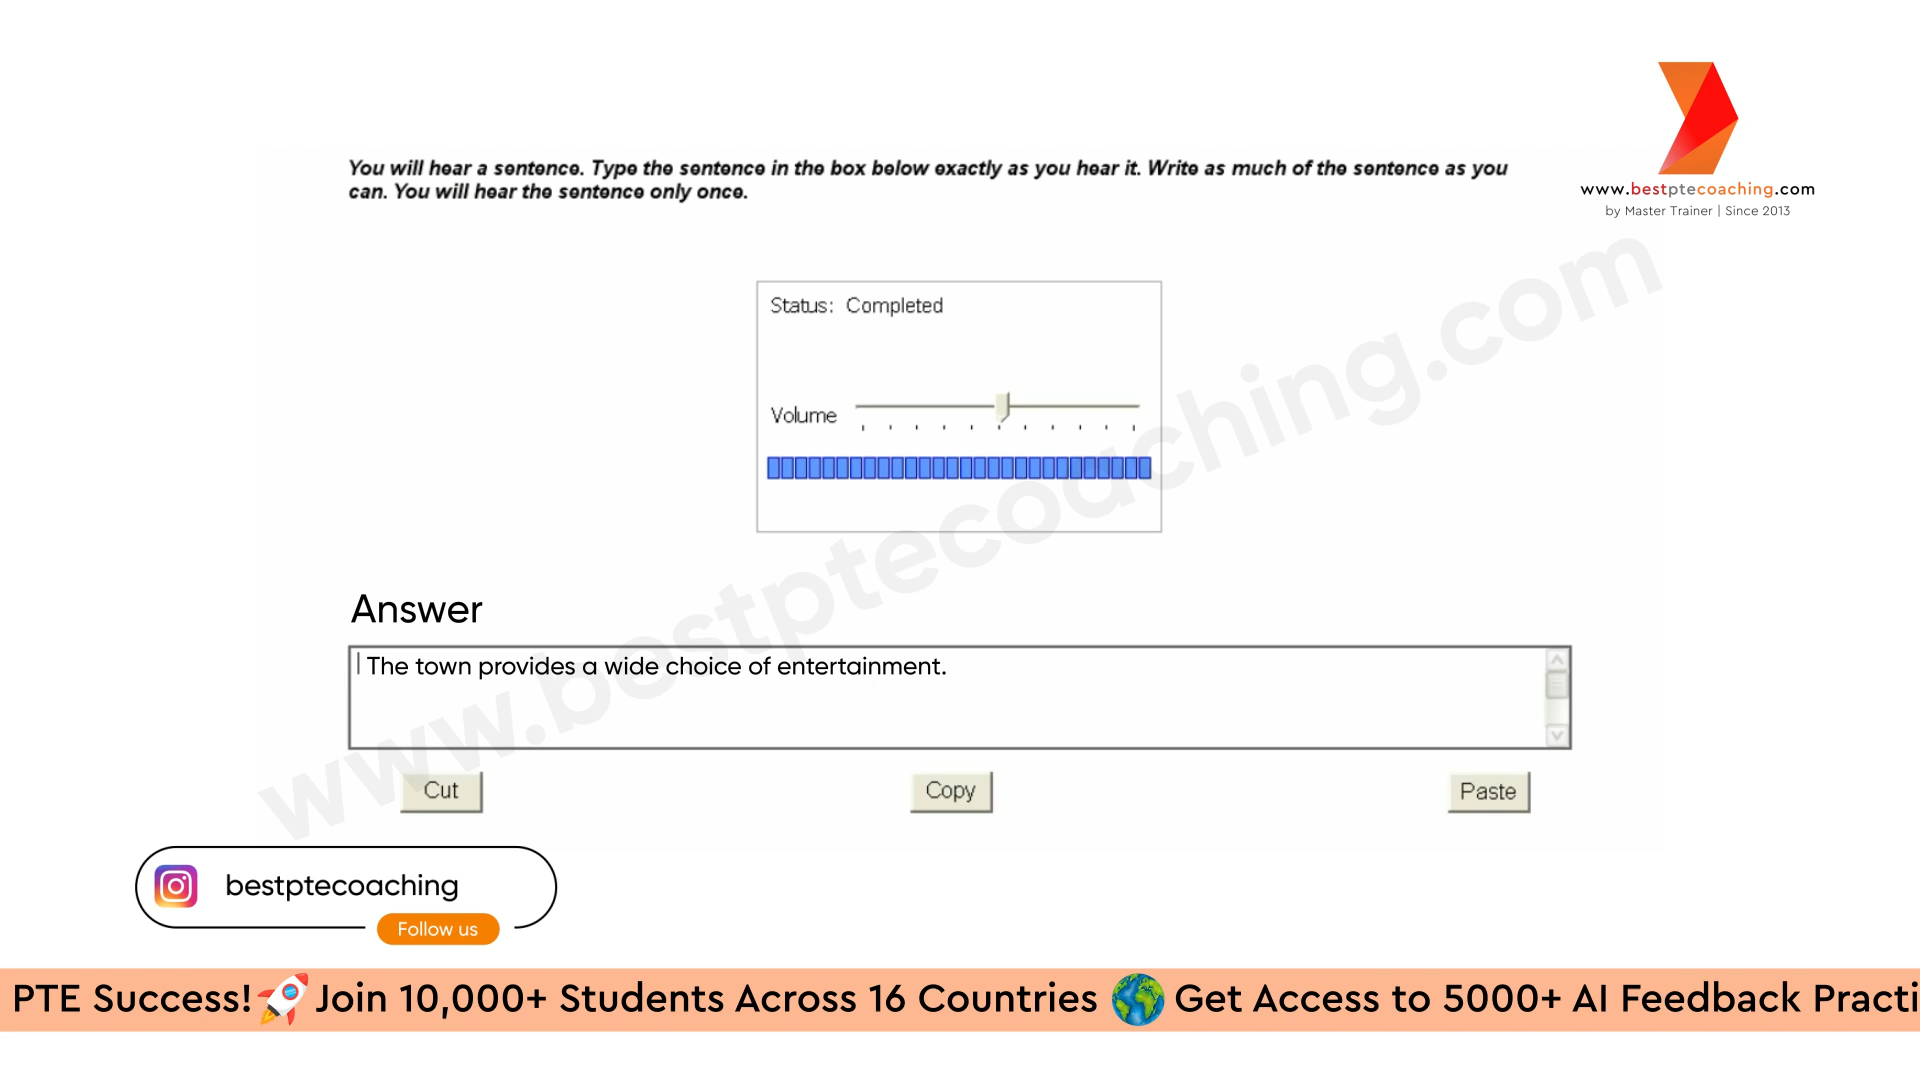 You will hear a sentence. Type the sentence in the box below exactly as you hear it. Write as much of the sentence as you
can. You will hear the sentence only once.
www.bestptecoaching.com
by Master Trainer | Since 2013
Status: Completed
Volume
www.bestptecoaching.com
Answer
The town provides a wide choice of entertainment.
Cut
Copy
Paste
bestptecoaching
Follow us
PTE Success! Join 10,000+ Students Across 16 Countries Get Access to 5000+ AI Feedback Practi